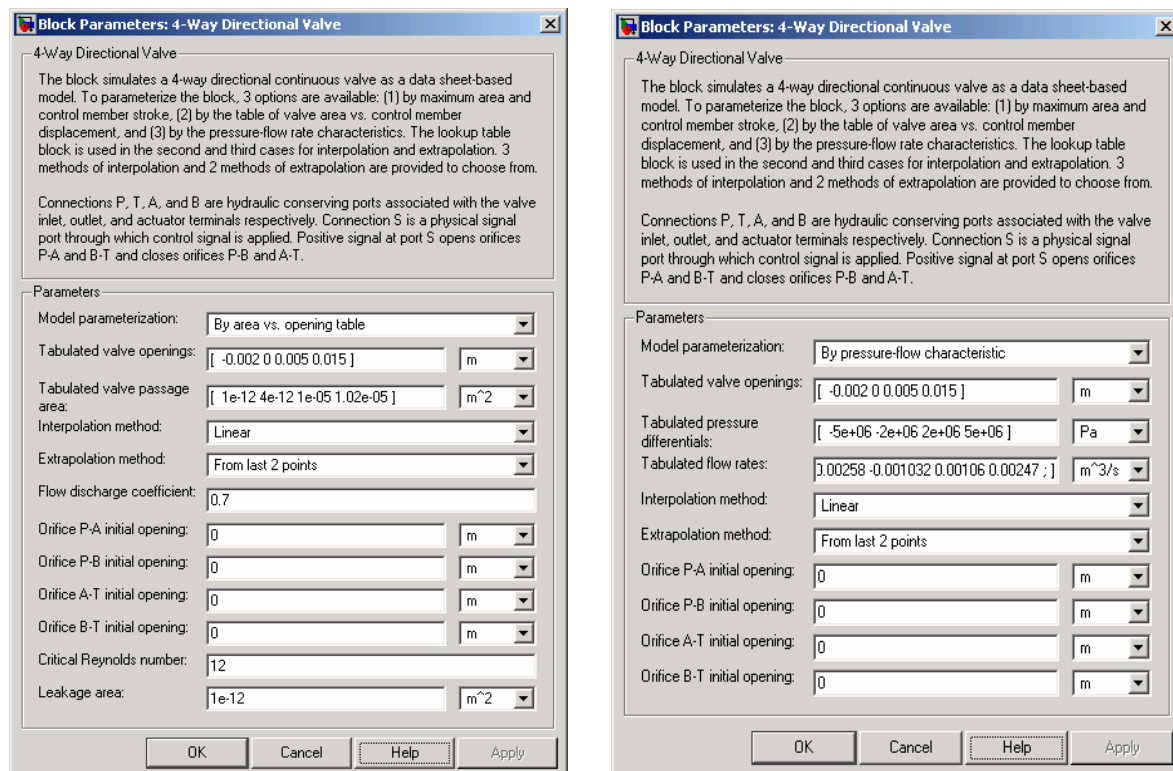 Block Parameters: 4-Way Directional Valve
4-Way Directional Valve
The block simulates a 4-way directional continuous valve as a data sheet-based
model. To parameterize the block, 3 options are available: (1) by maximum area and
control member stroke, (2) by the table of valve area vs. control member
displacement, and (3) by the pressure-flow rate characteristics. The lookup table
block is used in the second and third cases for interpolation and extrapolation. 3
methods of interpolation and 2 methods of extrapolation are provided to choose from.
Connections P, T, A, and B are hydraulic conserving ports associated with the valve
inlet, outlet, and actuator terminals respectively. Connection S is a physical signal
port through which control signal is applied. Positive signal at port S opens orifices
P-A and B-T and closes orifices P-B and A-T.
Parameters
Model parameterization: By area vs. opening table
Tabulated valve openings: [ -0.002 0 0.005 0.015 ] m
Tabulated valve passage
area: [ 1e-12 4e-12 1e-05 1.02e-05 ] m^2
Interpolation method: Linear
Extrapolation method: From last 2 points
Flow discharge coefficient: 0.7
Orifice P-A initial opening: 0 m
Orifice P-B initial opening: 0 m
Orifice A-T initial opening: 0 m
Orifice B-T initial opening: 0 m
Critical Reynolds number: 12
Leakage area: 1e-12 m^2
OK Cancel Help Apply
Block Parameters: 4-Way Directional Valve
4-Way Directional Valve
The block simulates a 4-way directional continuous valve as a data sheet-based
model. To parameterize the block, 3 options are available: (1) by maximum area and
control member stroke, (2) by the table of valve area vs. control member
displacement, and (3) by the pressure-flow rate characteristics. The lookup table
block is used in the second and third cases for interpolation and extrapolation. 3
methods of interpolation and 2 methods of extrapolation are provided to choose from.
Connections P, T, A, and B are hydraulic conserving ports associated with the valve
inlet, outlet, and actuator terminals respectively. Connection S is a physical signal
port through which control signal is applied. Positive signal at port S opens orifices
P-A and B-T and closes orifices P-B and A-T.
Parameters
Model parameterization: By pressure-flow characteristic
Tabulated valve openings: [ -0.002 0 0.005 0.015 ] m
Tabulated pressure
differentials: [ -5e+06 -2e+06 2e+06 5e+06 ] Pa
Tabulated flow rates: 0.00258 -0.001032 0.00106 0.00247 ; ] m^3/s
Interpolation method: Linear
Extrapolation method: From last 2 points
Orifice P-A initial opening: 0 m
Orifice P-B initial opening: 0 m
Orifice A-T initial opening: 0 m
Orifice B-T initial opening: 0 m
OK Cancel Help Apply